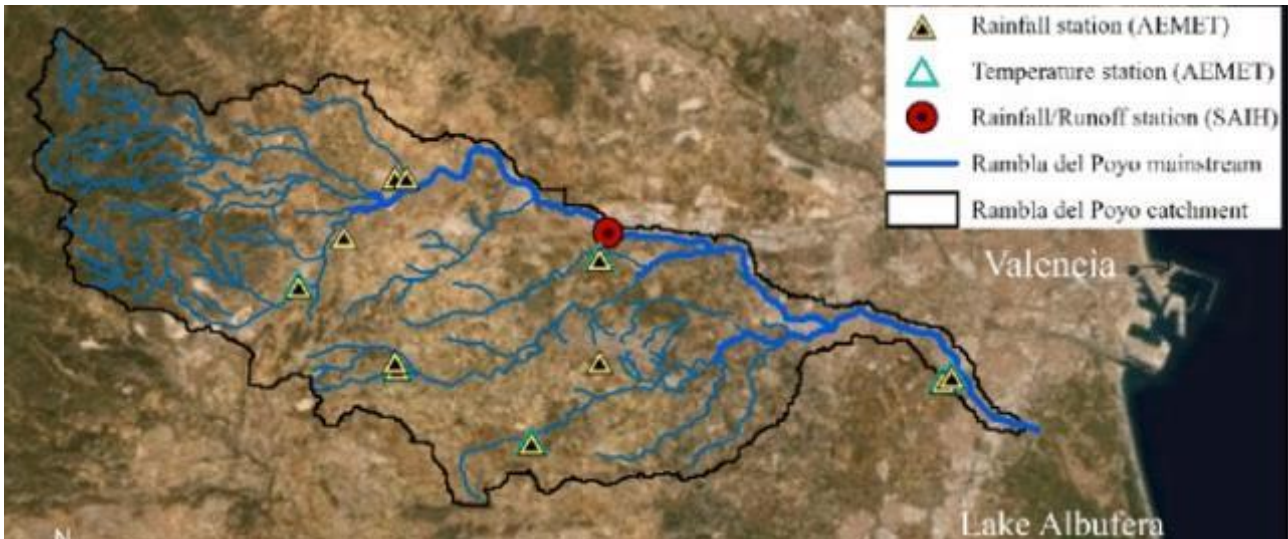 Rainfall station (AEMET)
Temperature station (AEMET)
Rainfall/Runoff station (SAIH)
Rambla del Poyo mainstream
Rambla del Poyo catchment
Valencia
Lake Albufera
N